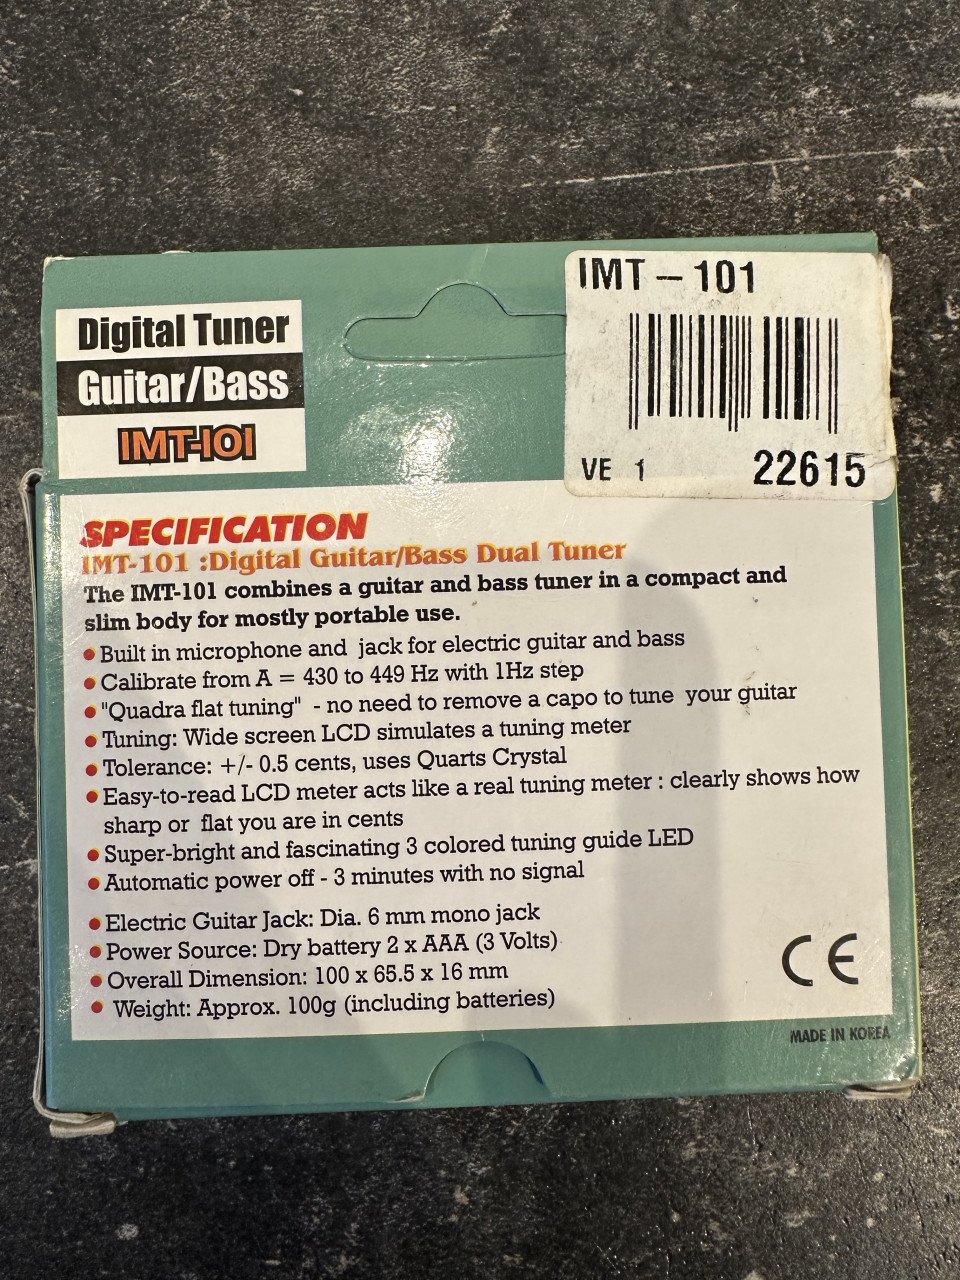 IMT - 101
VE 1 22615
Digital Tuner
Guitar/Bass
IMT-101
SPECIFICATION
IMT-101 :Digital Guitar/Bass Dual Tuner
The IMT-101 combines a guitar and bass tuner in a compact and
slim body for mostly portable use.
• Built in microphone and jack for electric guitar and bass
• Calibrate from A = 430 to 449 Hz with 1Hz step
• "Quadra flat tuning" - no need to remove a capo to tune your guitar
• Tuning: Wide screen LCD simulates a tuning meter
• Tolerance: +/- 0.5 cents, uses Quarts Crystal
• Easy-to-read LCD meter acts like a real tuning meter : clearly shows how
sharp or flat you are in cents
• Super-bright and fascinating 3 colored tuning guide LED
• Automatic power off - 3 minutes with no signal
• Electric Guitar Jack: Dia. 6 mm mono jack
• Power Source: Dry battery 2 x AAA (3 Volts)
• Overall Dimension: 100 x 65.5 x 16 mm
• Weight: Approx. 100g (including batteries)
CE
MADE IN KOREA